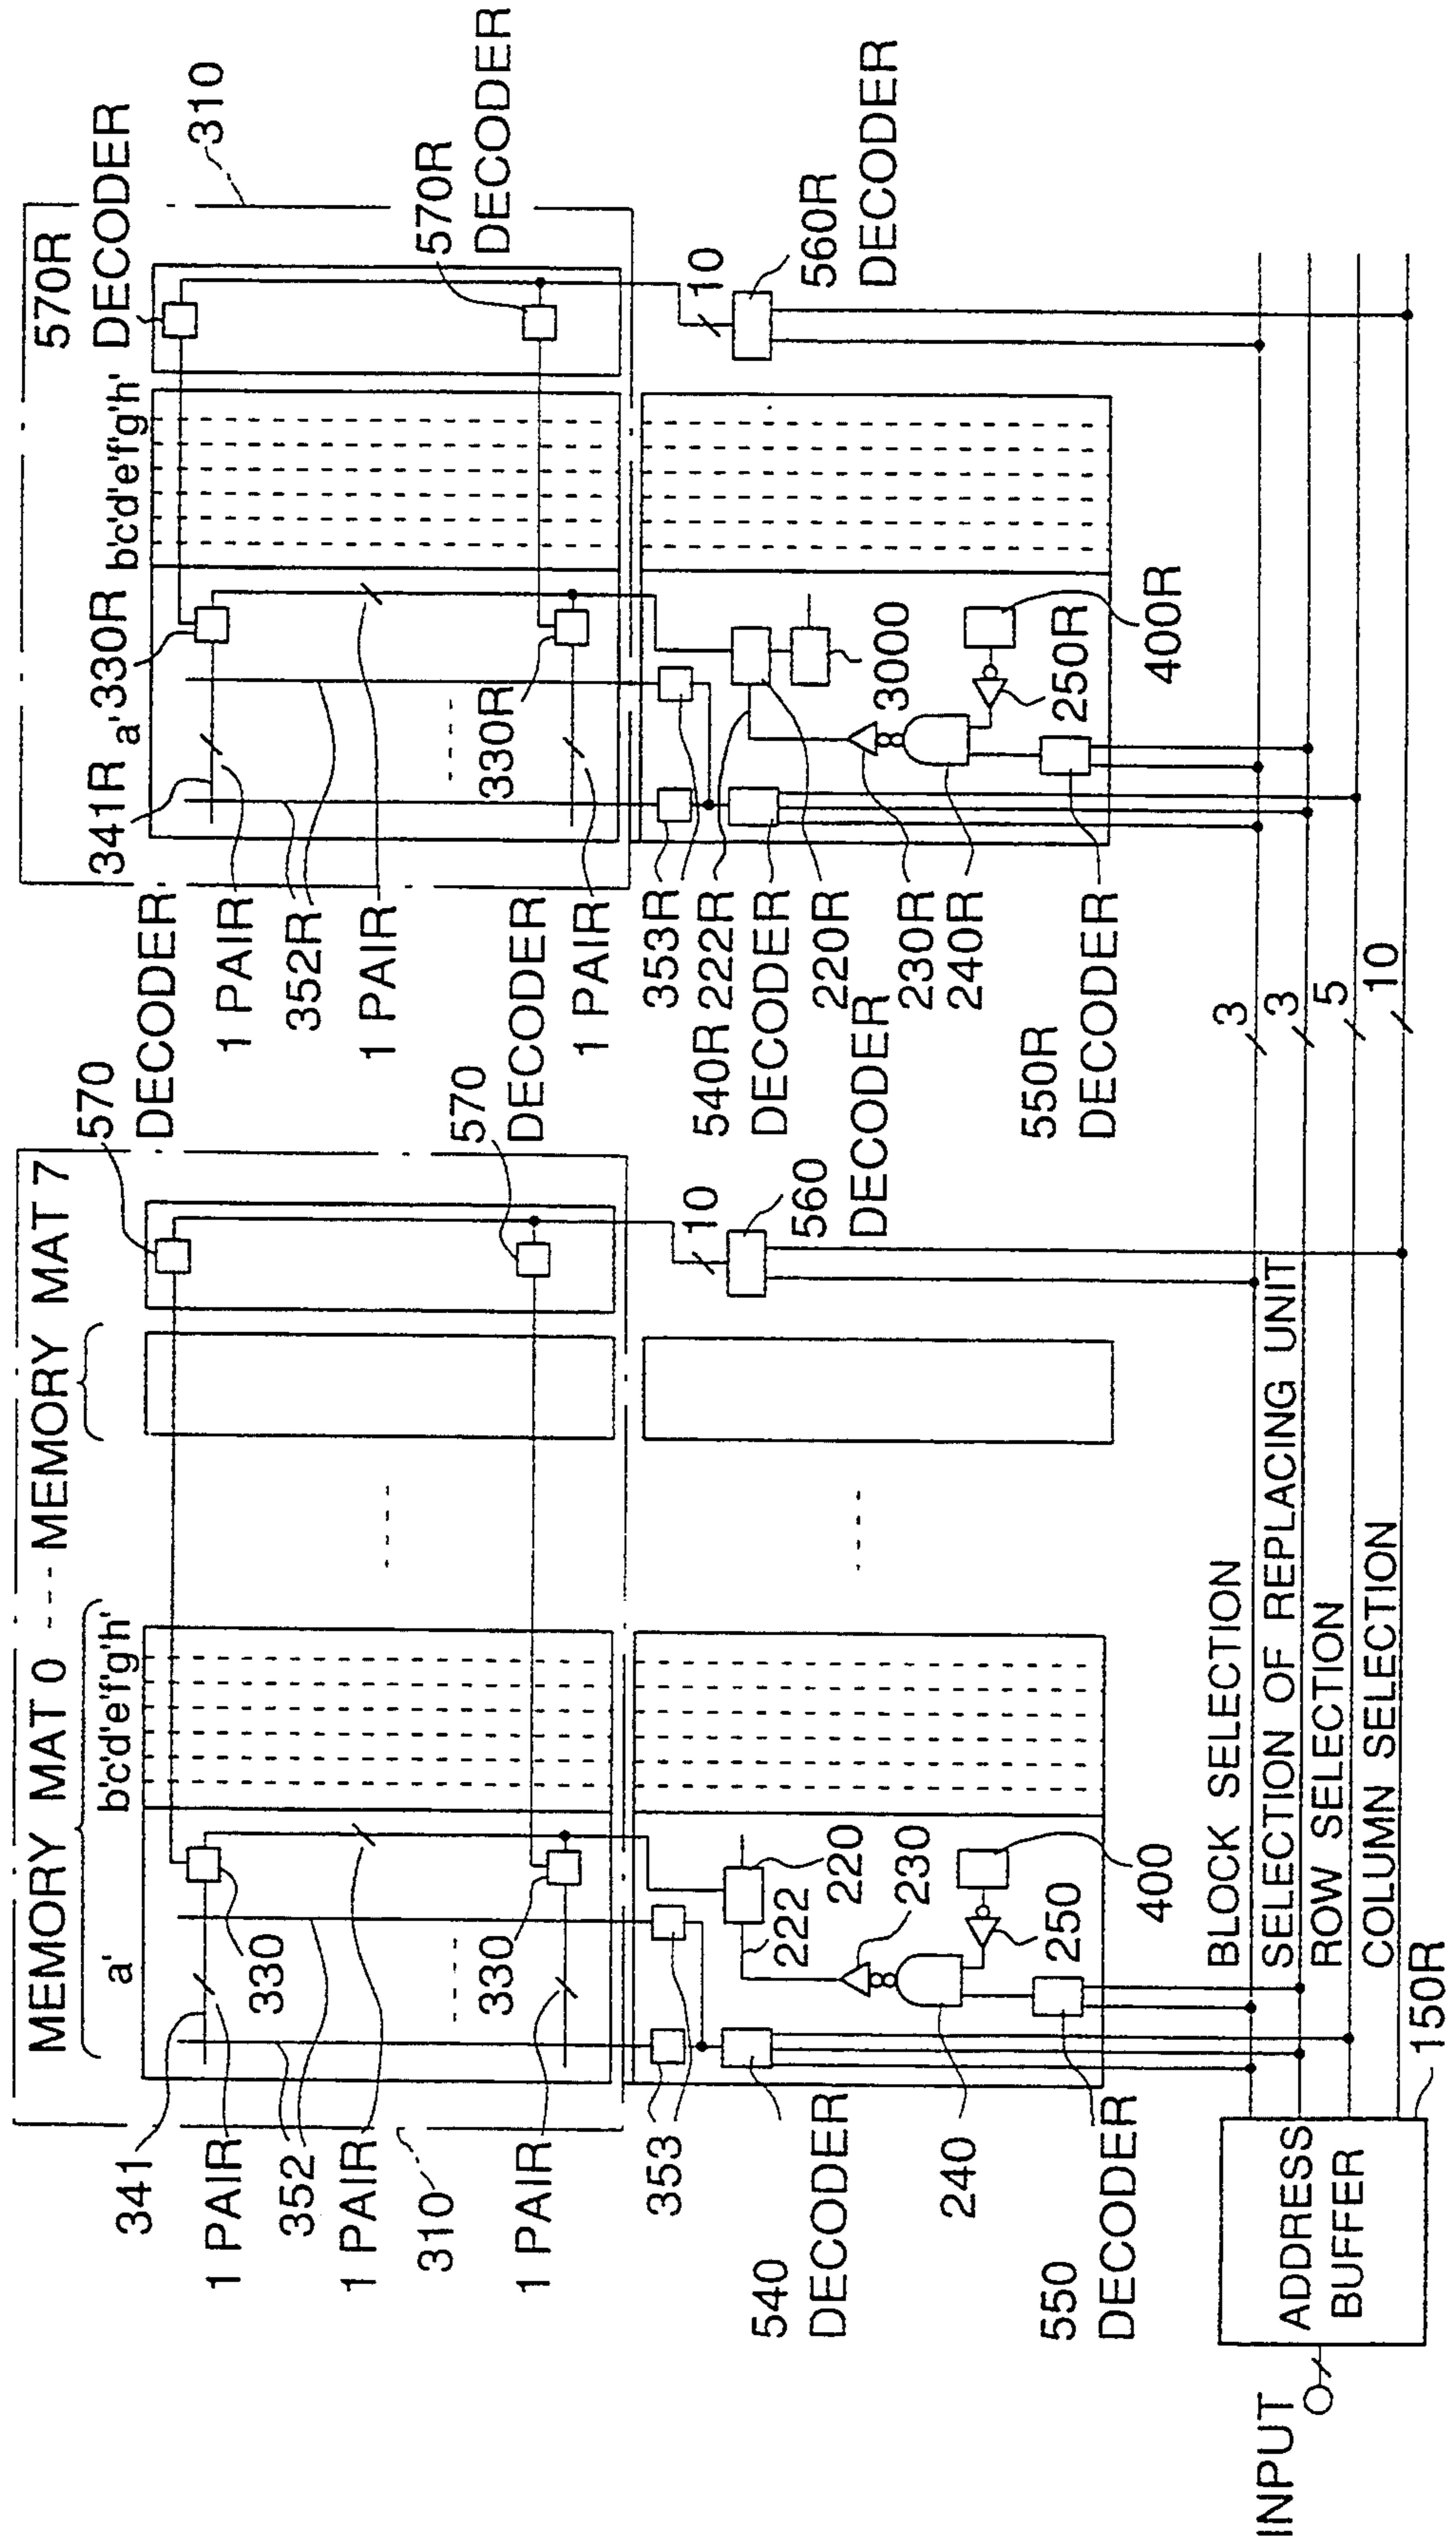 MEMORY MAT 0 --- MEMORY MAT 7
a'
b'c'd'e'f'g'h'
341
1 PAIR
352
1 PAIR
310
1 PAIR
330
330
570
DECODER
570
DECODER
353
540
DECODER
222
220
230
240
250
400
550
DECODER
10
560
DECODER
341R
a'
330R
b'c'd'e'f'g'h'
570R
DECODER
310
1 PAIR
352R
1 PAIR
330R
1 PAIR
570R
DECODER
353R
222R
540R
DECODER
220R
3000
230R
240R
250R
400R
550R
DECODER
10
560R
DECODER
BLOCK SELECTION
3
SELECTION OF REPLACING UNIT
3
ROW SELECTION
5
COLUMN SELECTION
10
INPUT
ADDRESS
BUFFER
150R